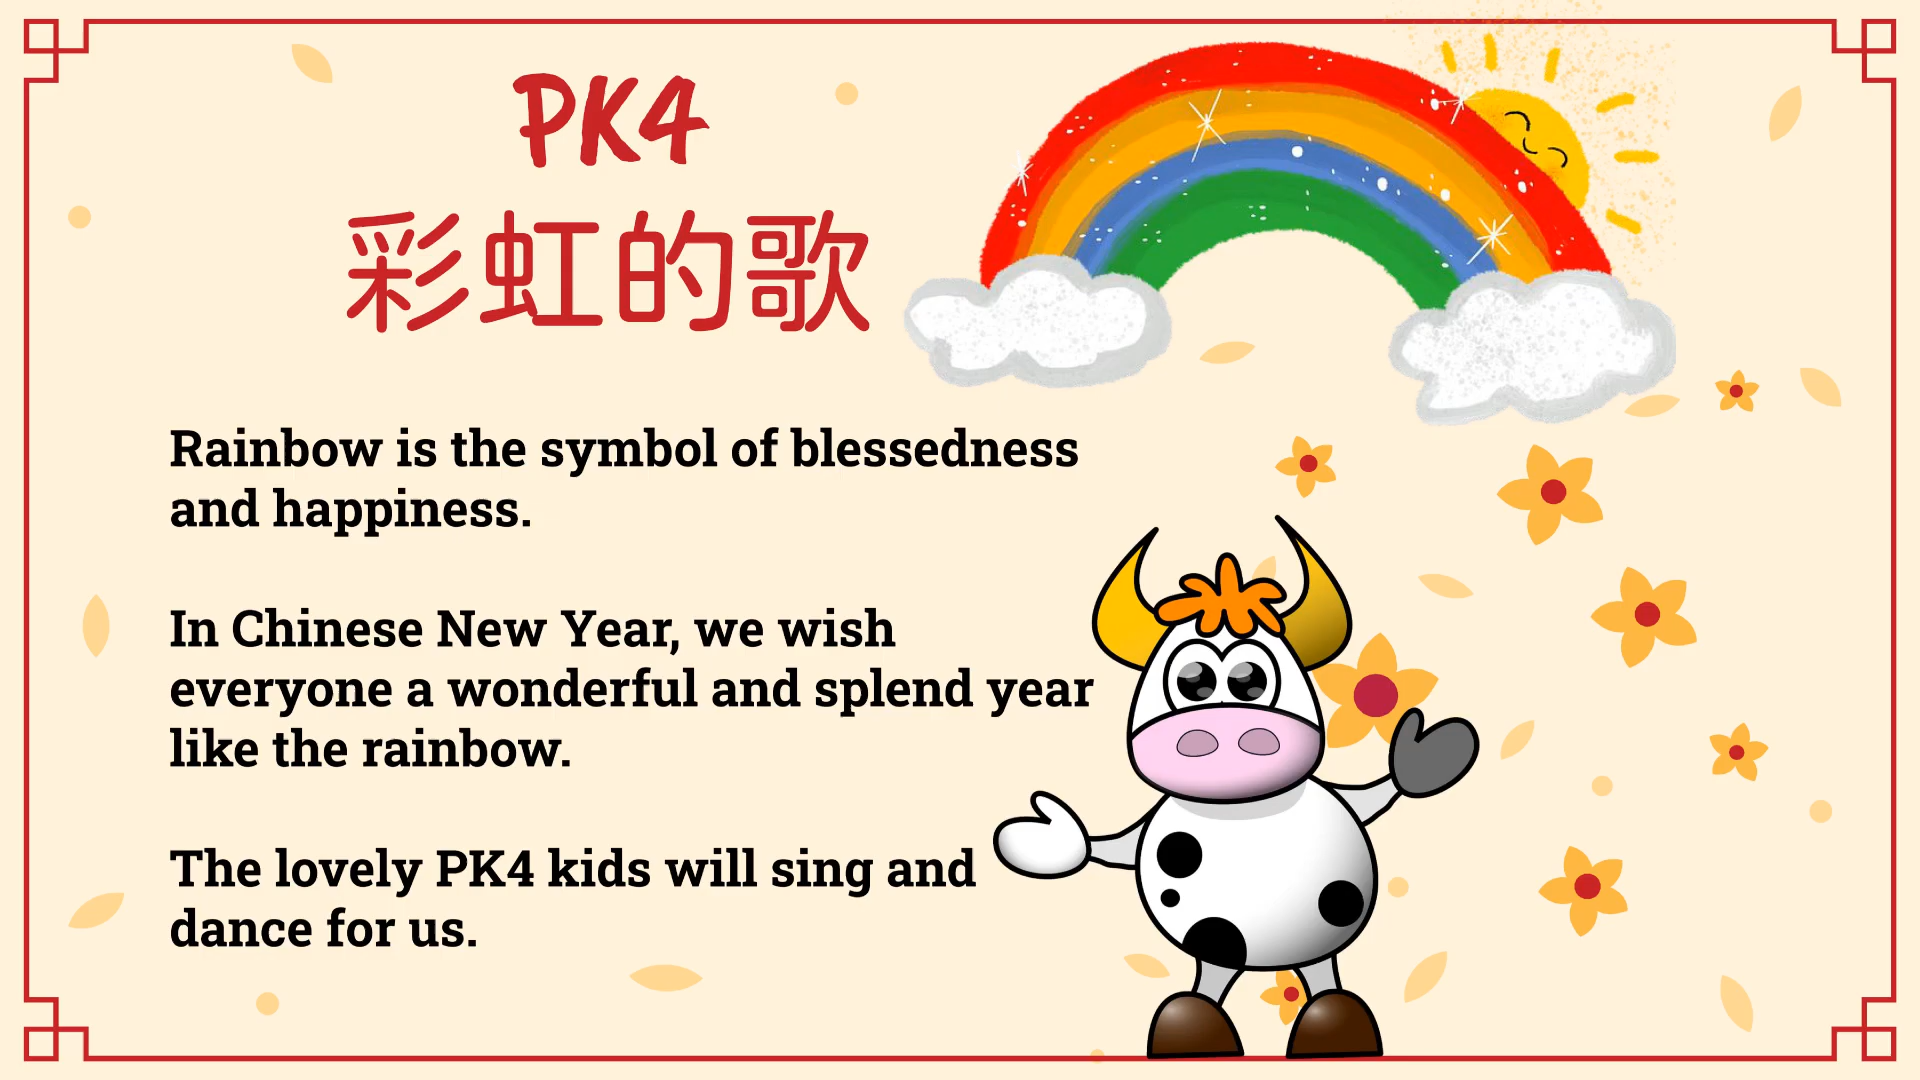 PK4
彩虹的歌
Rainbow is the symbol of blessedness
and happiness.
In Chinese New Year, we wish
everyone a wonderful and splend year
like the rainbow.
The lovely PK4 kids will sing and
dance for us.